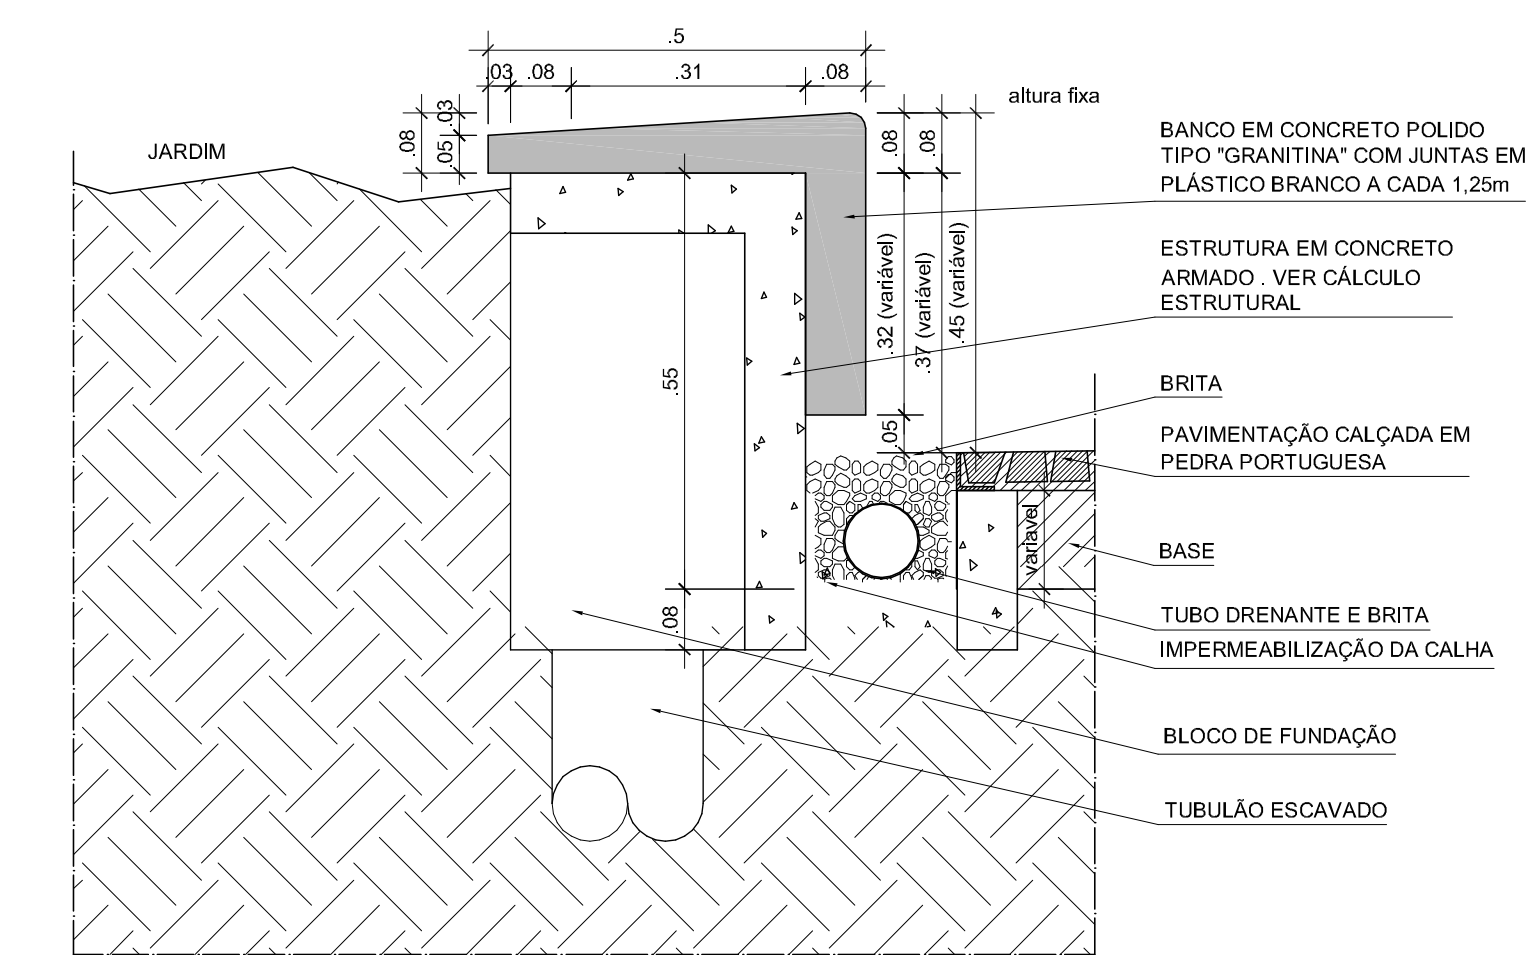 .5
.03 .08 .31 .08
altura fixa
.03
.08
.05
.08
.08
JARDIM
BANCO EM CONCRETO POLIDO
TIPO "GRANITINA" COM JUNTAS EM
PLÁSTICO BRANCO A CADA 1,25m
.32 (variável)
.37 (variável)
.45 (variável)
ESTRUTURA EM CONCRETO
ARMADO . VER CÁLCULO
ESTRUTURAL
.55
BRITA
.05
PAVIMENTAÇÃO CALÇADA EM
PEDRA PORTUGUESA
variavel
BASE
.08
TUBO DRENANTE E BRITA
IMPERMEABILIZAÇÃO DA CALHA
BLOCO DE FUNDAÇÃO
TUBULÃO ESCAVADO